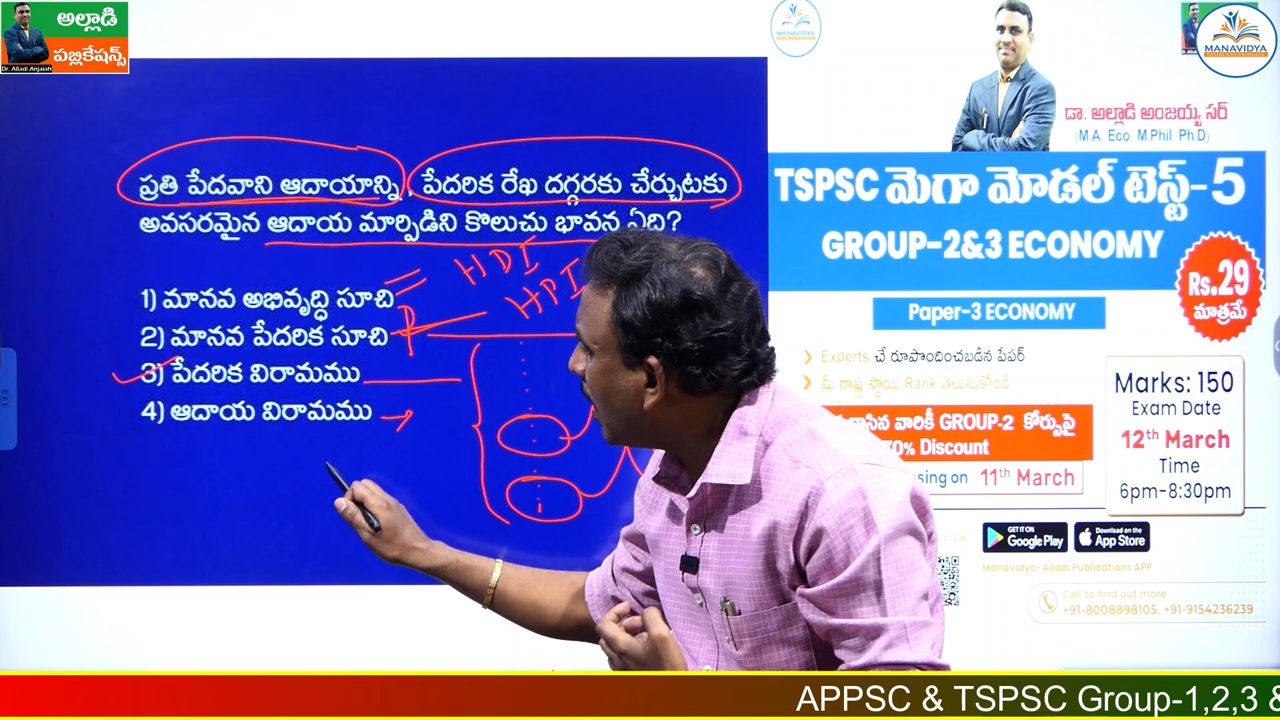 అల్లాడి
పబ్లికేషన్స్
Dr. Alladi Anjaiah
ప్రతి పేదవాని ఆదాయాన్ని, పేదరిక రేఖ దగ్గరకు చేర్చుటకు
అవసరమైన ఆదాయ మార్పిడిని కొలుచు భావన ఏది?
1) మానవ అభివృద్ధి సూచి
HDI
2) మానవ పేదరిక సూచి
HPI
3) పేదరిక విరామము
4) ఆదాయ విరామము
MANAVIDYA
MANAVIDYA
డా. అల్లాడి అంజయ్య సర్
(M.A. Eco. M.Phil. Ph.D)
TSPSC మెగా మోడల్ టెస్ట్-5
GROUP-2&3 ECONOMY
Rs.29
మాత్రమే
Paper-3 ECONOMY
Experts చే రూపొందించబడిన పేపర్
మీ రాష్ట్ర స్థాయి Rank తెలుసుకోండి
వారికీ GROUP-2 కోర్సుపై
0% Discount
sing on 11th March
Marks: 150
Exam Date
12th March
Time
6pm-8:30pm
GET IT ON
Google Play
Download on the
App Store
Manavidya-Alladi Publications APP
Call to find out more
+91-8008898105, +91-9154236239
APPSC & TSPSC Group-1,2,3 &